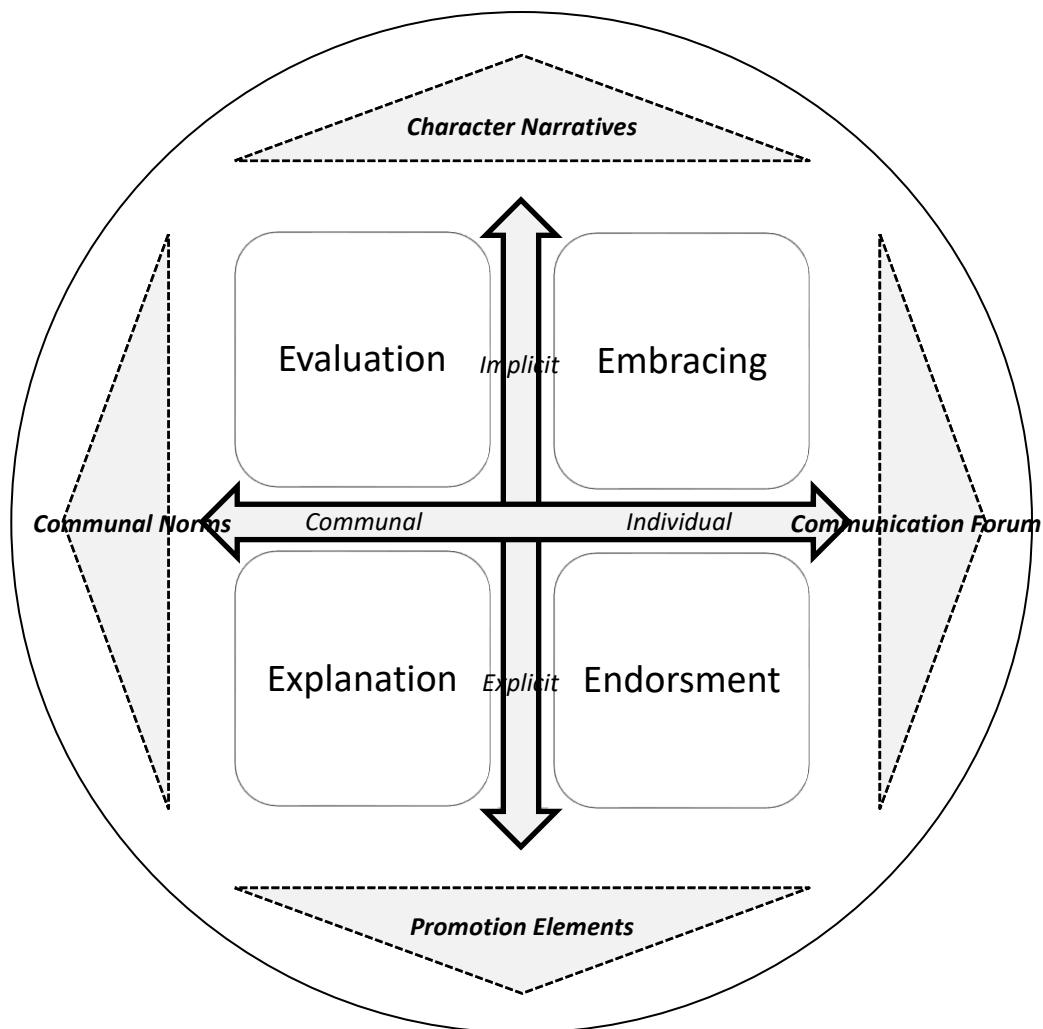 Character Narratives
Evaluation
Implicit
Embracing
Communal Norms
Communal
Individual
Communication Forum
Explanation
Explicit
Endorsment
Promotion Elements